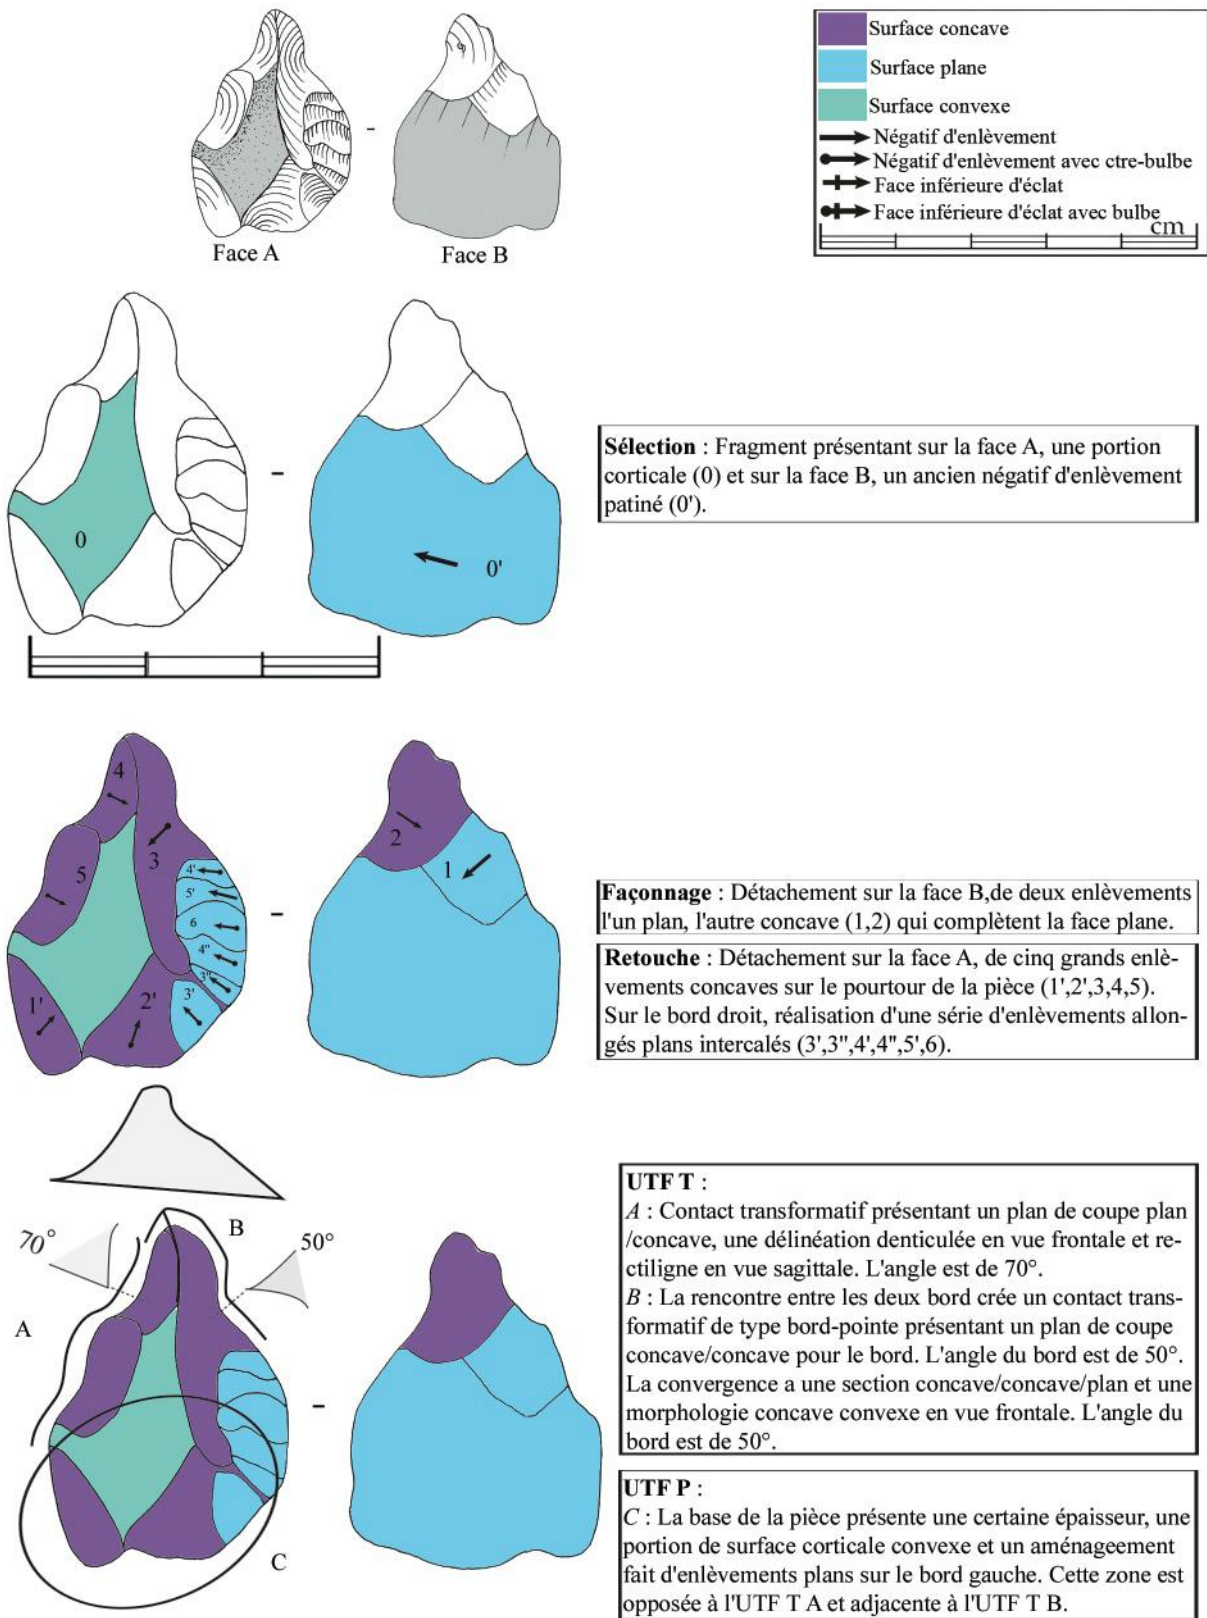 Surface concave
Surface plane
Surface convexe
Négatif d'enlèvement
Négatif d'enlèvement avec ctre-bulbe
Face inférieure d'éclat
Face inférieure d'éclat avec bulbe
cm
Face A
-
Face B
0
-
0'
Sélection : Fragment présentant sur la face A, une portion
corticale (0) et sur la face B, un ancien négatif d'enlèvement
patiné (0').
4
3
5
4'
5'
6
4''
3''
3'
2'
1'
-
2
1
Façonnage : Détachement sur la face B,de deux enlèvements
l'un plan, l'autre concave (1,2) qui complètent la face plane.
Retouche : Détachement sur la face A, de cinq grands enlè-
vements concaves sur le pourtour de la pièce (1',2',3,4,5).
Sur le bord droit, réalisation d'une série d'enlèvements allon-
gés plans intercalés (3',3'',4',4'',5',6).
70°
B
50°
A
C
-
UTF T :
A : Contact transformatif présentant un plan de coupe plan
/concave, une délinéation denticulée en vue frontale et rec-
tiligne en vue sagittale. L'angle est de 70°.
B : La rencontre entre les deux bord crée un contact trans-
formatif de type bord-pointe présentant un plan de coupe
concave/concave pour le bord. L'angle du bord est de 50°.
La convergence a une section concave/concave/plan et une
morphologie concave convexe en vue frontale. L'angle du
bord est de 50°.
UTF P :
C : La base de la pièce présente une certaine épaisseur, une
portion de surface corticale convexe et un aménageement
fait d'enlèvements plans sur le bord gauche. Cette zone est
opposée à l'UTF T A et adjacente à l'UTF T B.